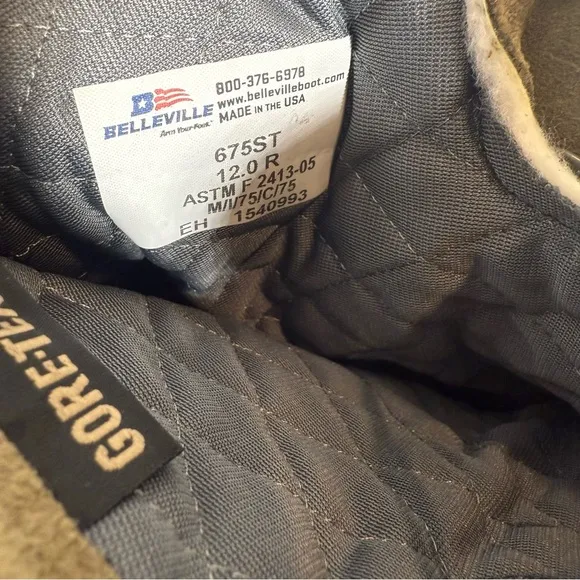 BELLEVILLE
Arm Your Feet.
800-376-6978
www.bellevilleboot.com
MADE IN THE USA
675ST
12.0 R
ASTM F 2413-05
M/I/75/C/75
EH 1540993
GORE-TEX